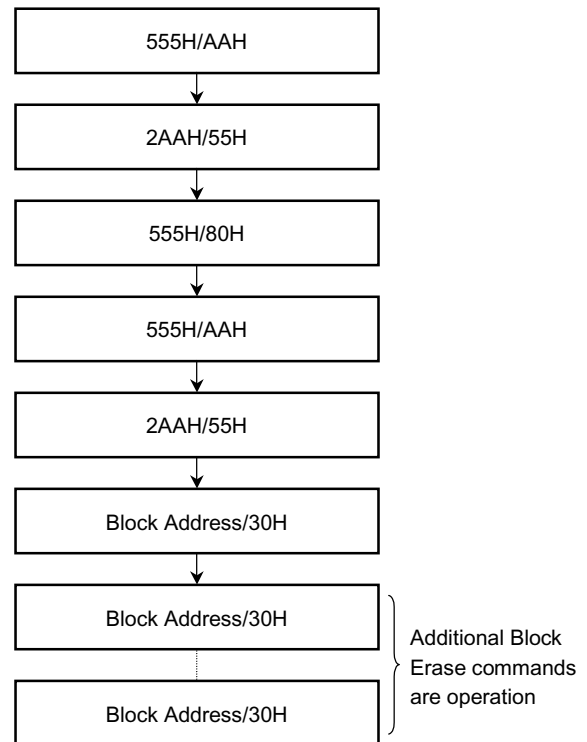 555H/AAH
2AAH/55H
555H/80H
555H/AAH
2AAH/55H
Block Address/30H
Block Address/30H
Additional Block
Erase commands
are operation
Block Address/30H